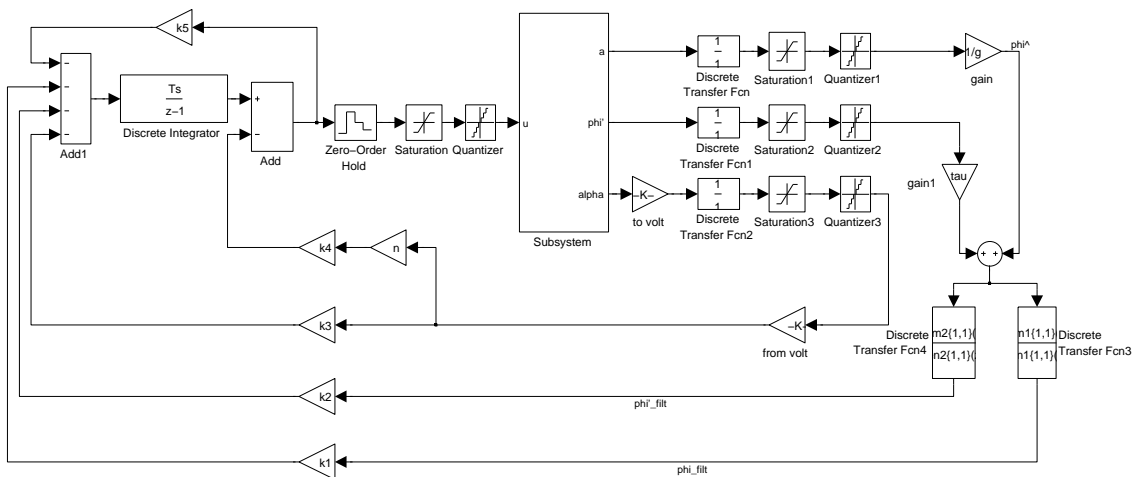 k5
−
−
−
−
Add1
Ts
z−1
Discrete Integrator
+
−
Add
Zero−Order
Hold
Saturation
Quantizer
u
a
phi'
alpha
Subsystem
1
1
Discrete
Transfer Fcn
Saturation1
Quantizer1
1/g
gain
phi^
1
1
Discrete
Transfer Fcn1
Saturation2
Quantizer2
tau
gain1
−K−
to volt
1
1
Discrete
Transfer Fcn2
Saturation3
Quantizer3
+ +
k4
n
k3
−K−
from volt
m2{1,1}(
n2{1,1}(
Discrete
Transfer Fcn4
n1{1,1}
n1{1,1}(
Discrete
Transfer Fcn3
k2
phi'_filt
k1
phi_filt